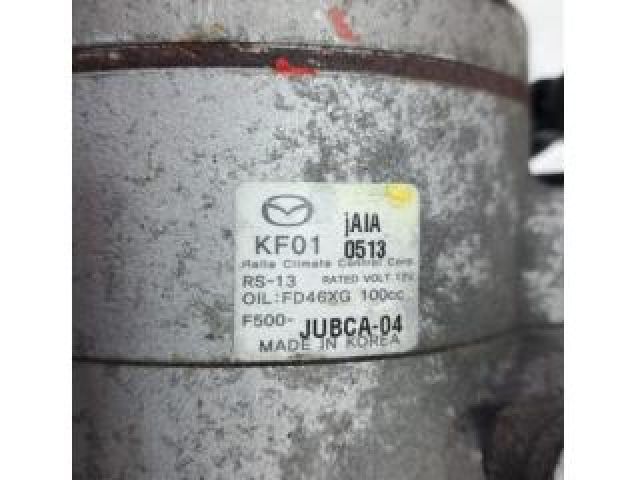 KF01 jA1A
0513
Halla Climate Control Corp.
RS-13 RATED VOLT 12V
OIL:FD46XG 100cc
F500- JUBCA-04
MADE IN KOREA